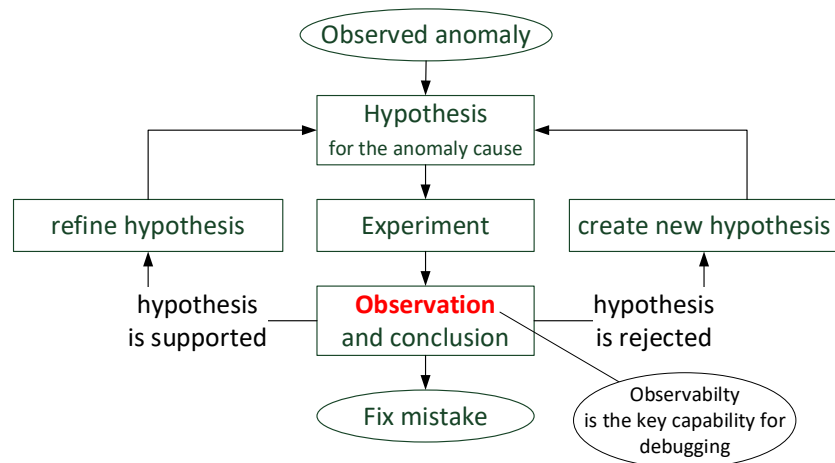 Observed anomaly
Hypothesis
for the anomaly cause
refine hypothesis
Experiment
create new hypothesis
hypothesis
is supported
Observation
and conclusion
hypothesis
is rejected
Fix mistake
Observabilty
is the key capability for
debugging